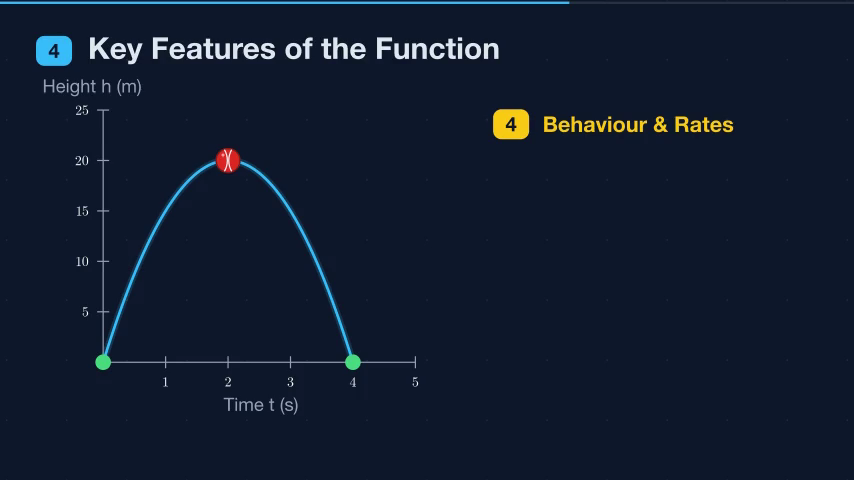 4 Key Features of the Function
Height h (m)
25
20
15
10
5
1 2 3 4 5
Time t (s)
4 Behaviour & Rates